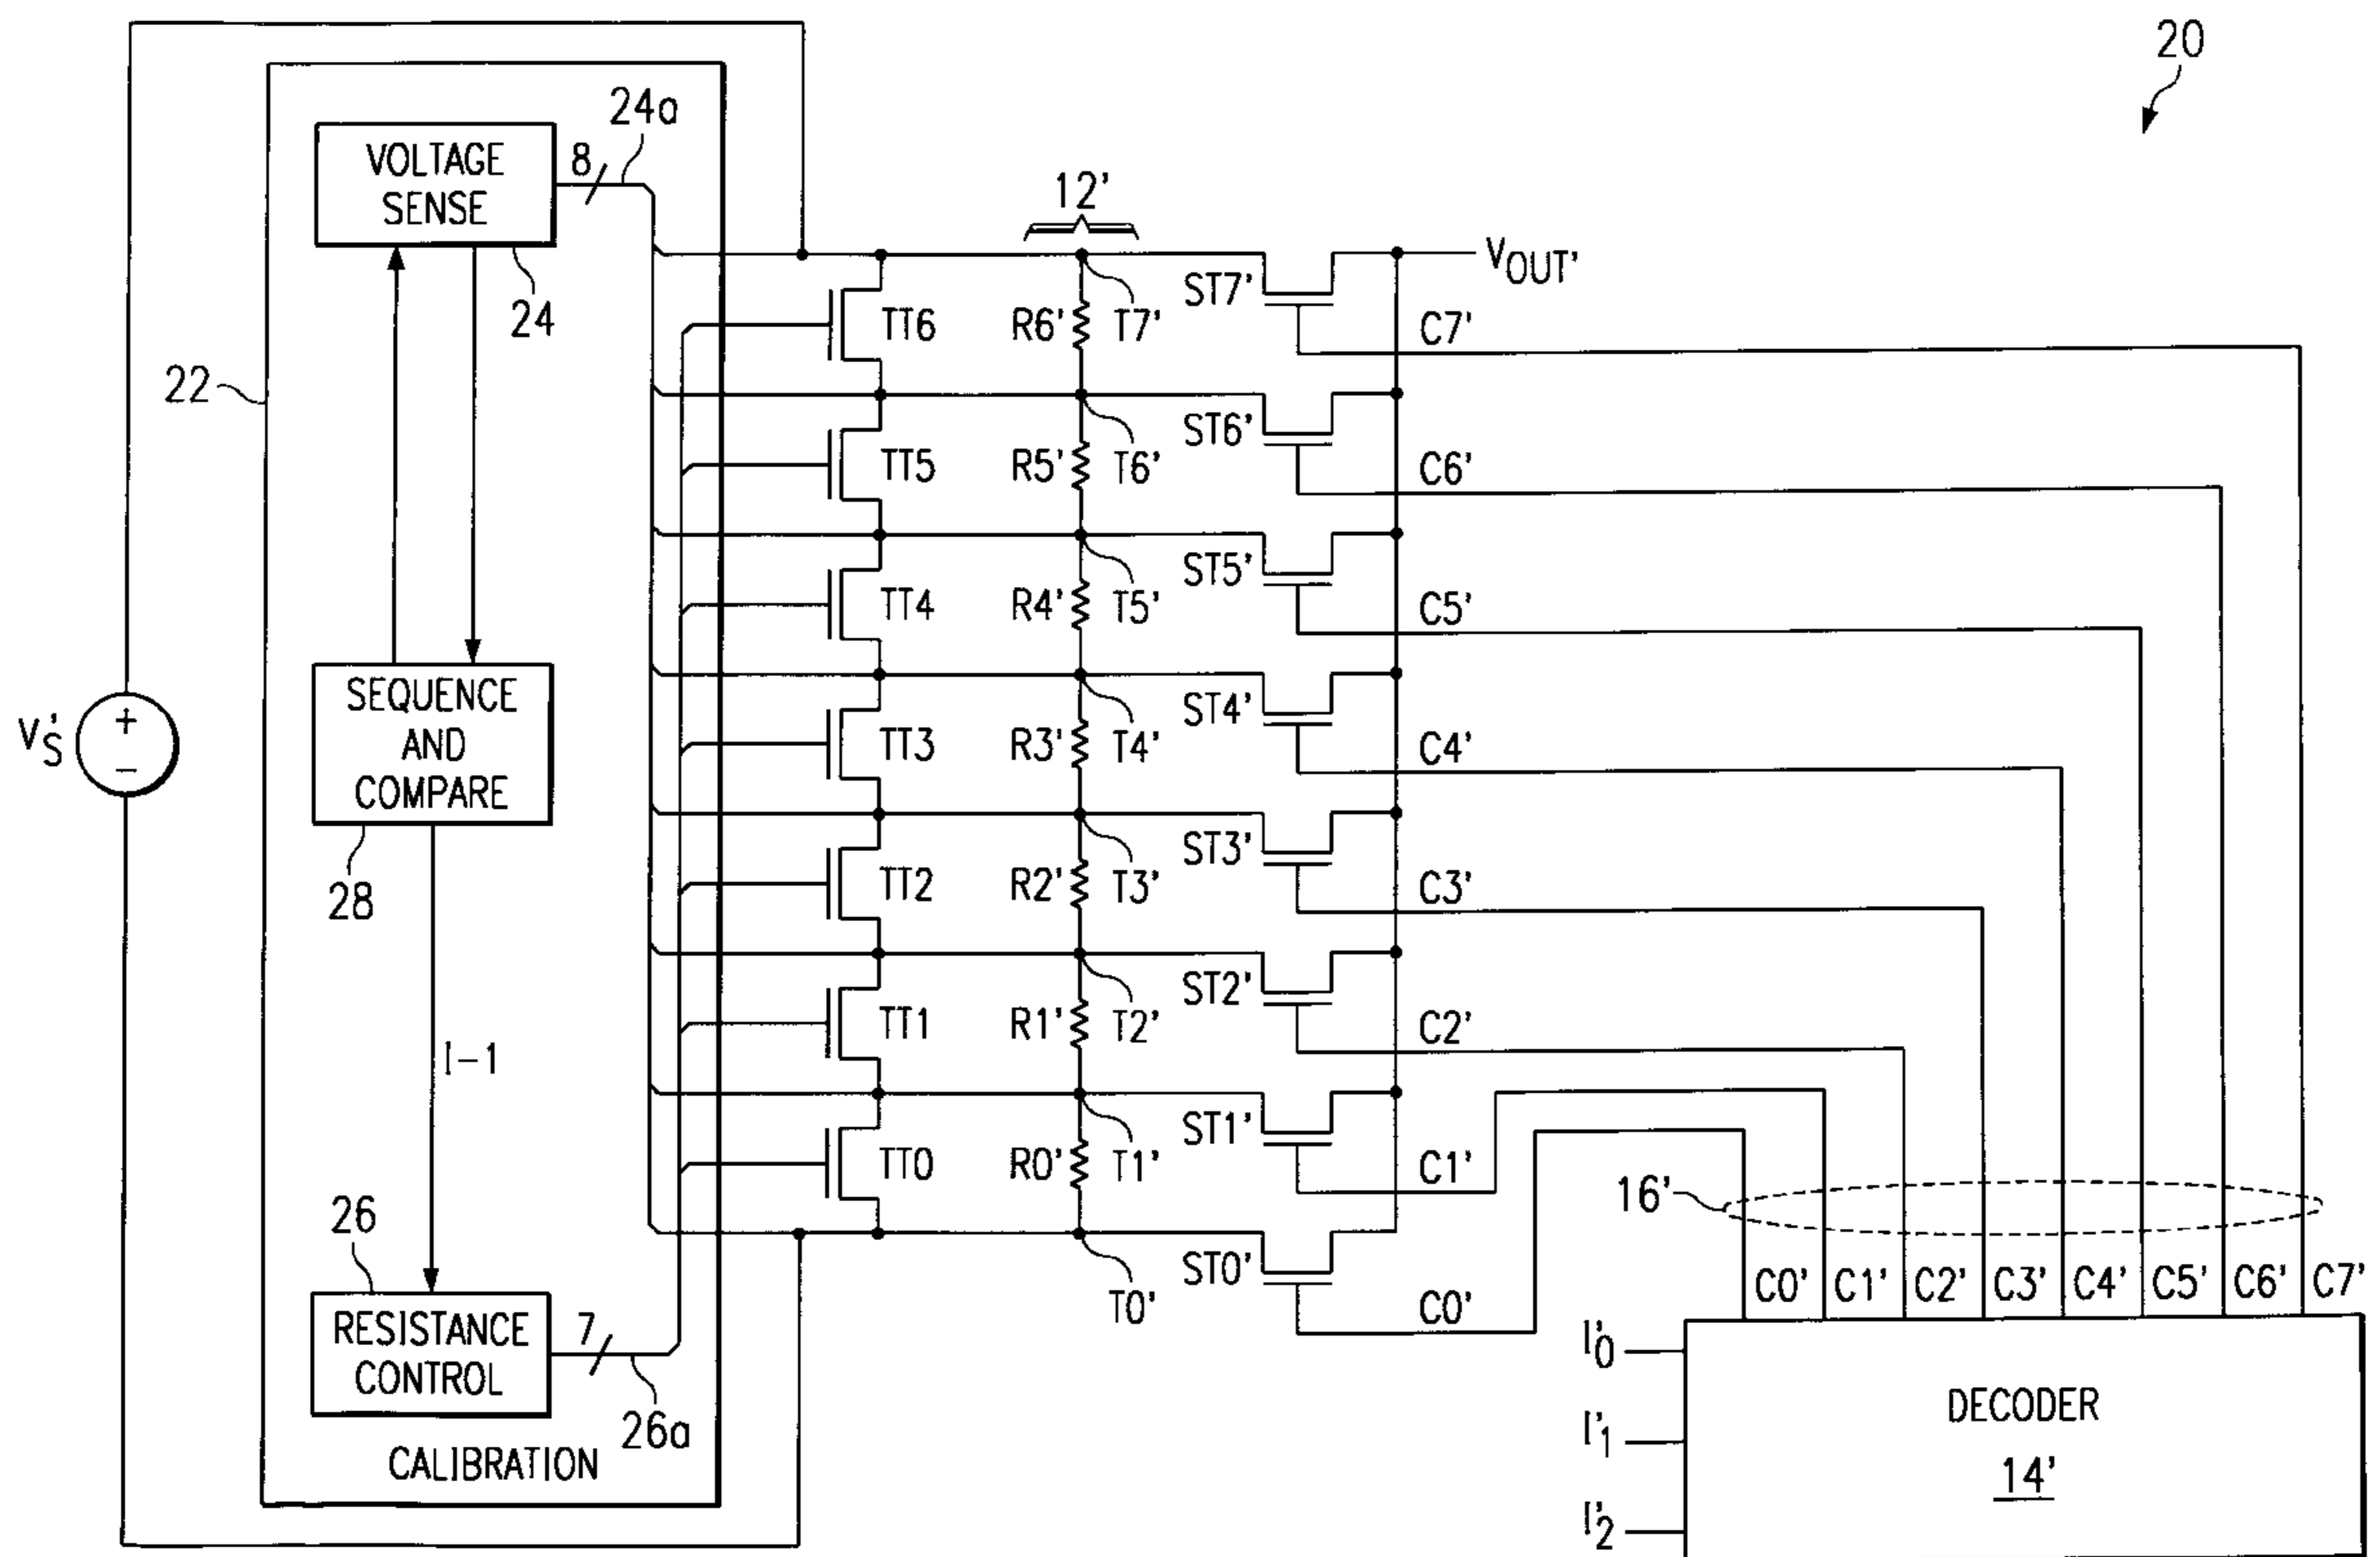 20
24a
VOLTAGE
SENSE
8
24
12'
VOUT'
ST7'
TT6
R6'
T7'
C7'
22
ST6'
TT5
R5'
T6'
C6'
ST5'
TT4
R4'
T5'
C5'
SEQUENCE
AND
COMPARE
28
V'S
+
−
ST4'
TT3
R3'
T4'
C4'
ST3'
TT2
R2'
T3'
C3'
ST2'
TT1
R1'
T2'
C2'
I-1
ST1'
TT0
R0'
T1'
C1'
16'
26
RESISTANCE
CONTROL
7
26a
CALIBRATION
ST0'
T0'
C0'
C0' C1' C2' C3' C4' C5' C6' C7'
I'0
I'1
I'2
DECODER
14'